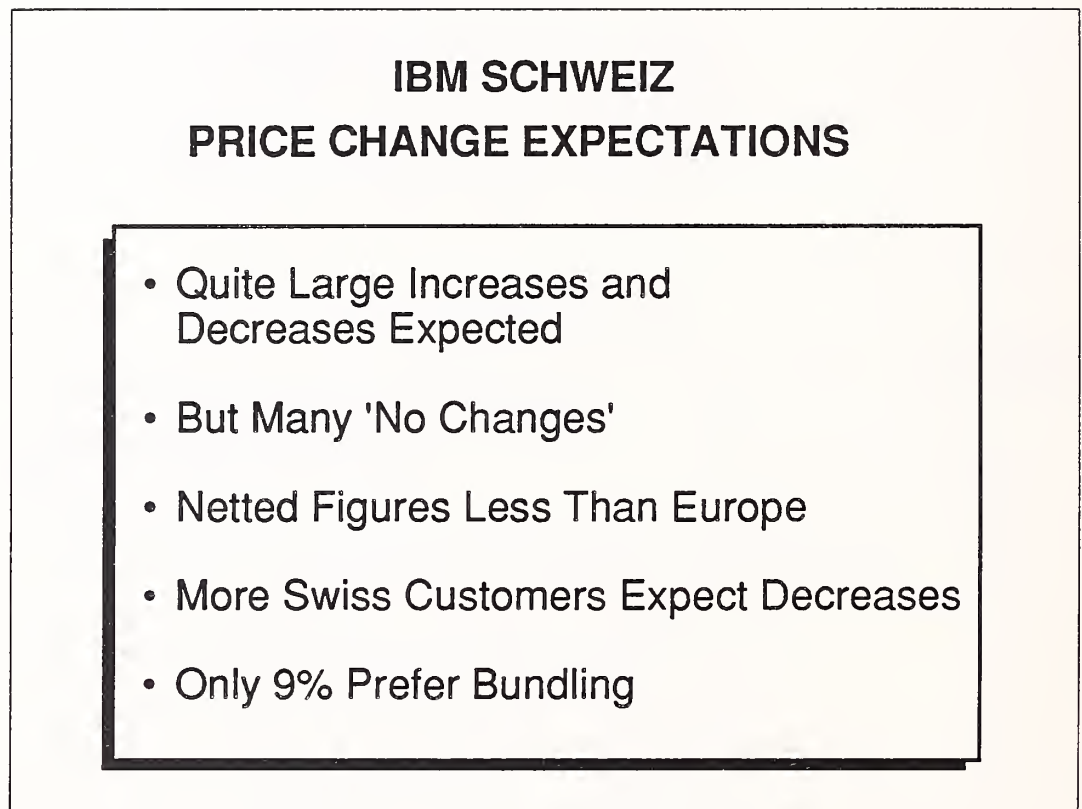 IBM SCHWEIZ
PRICE CHANGE EXPECTATIONS
• Quite Large Increases and
Decreases Expected
• But Many 'No Changes'
• Netted Figures Less Than Europe
• More Swiss Customers Expect Decreases
• Only 9% Prefer Bundling